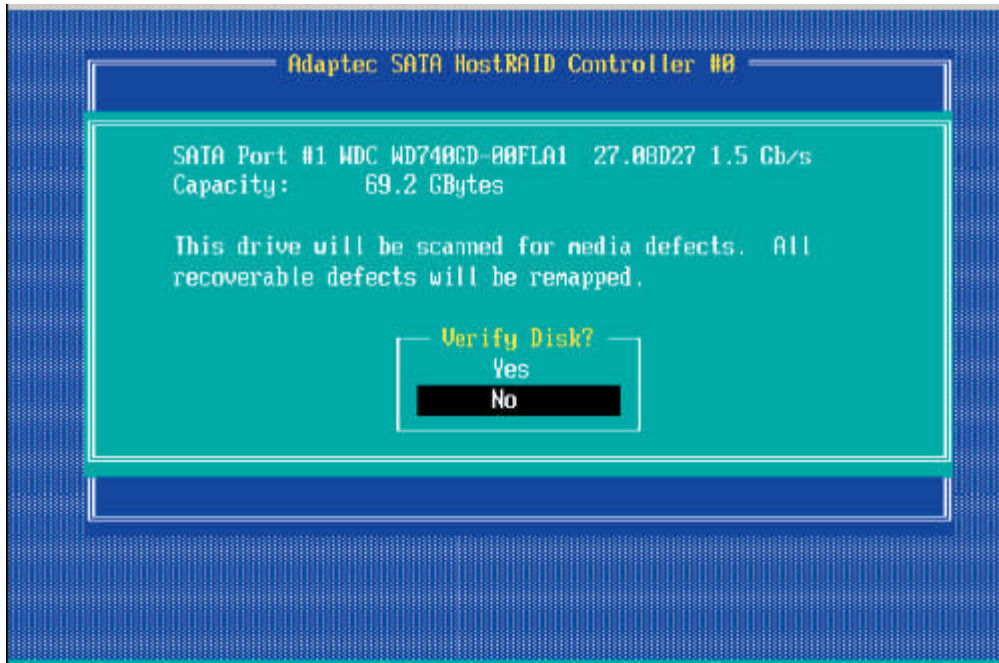 Adaptec SATA HostRAID Controller #0
SATA Port #1 WDC WD740GD-00FLA1 27.08D27 1.5 Gb/s
Capacity: 69.2 GBytes
This drive will be scanned for media defects. All
recoverable defects will be remapped.
Verify Disk?
Yes
No